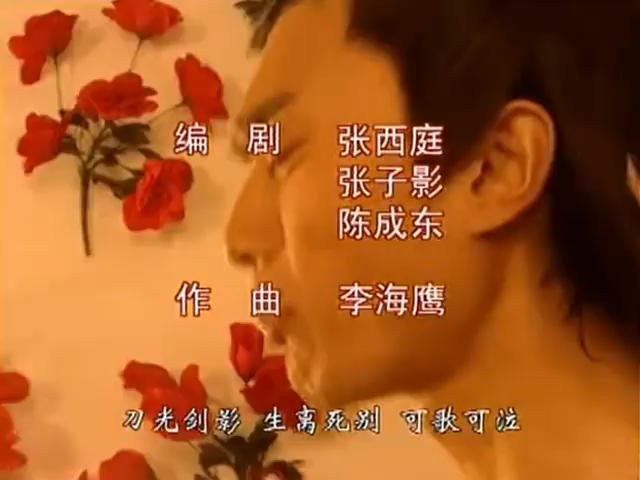 编 剧 张西庭
张子影
陈成东
作 曲 李海鹰
刀光剑影 生离死别 可歌可泣